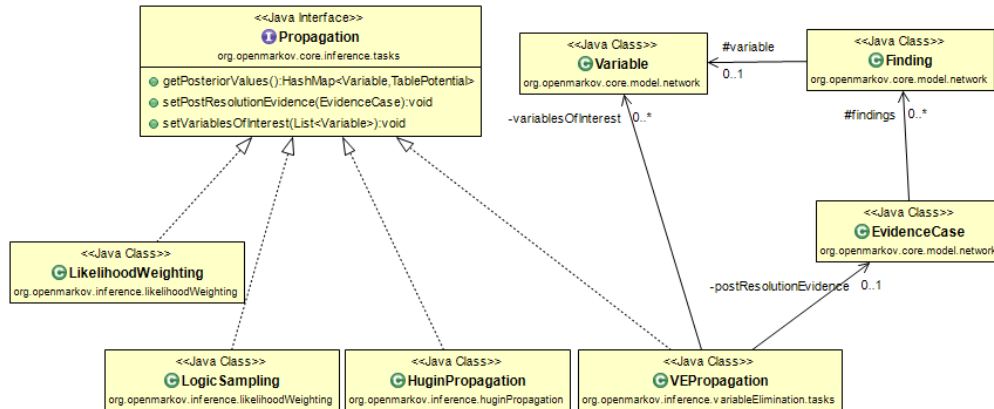 <<Java Interface>>
Propagation
org.openmarkov.core.inference.tasks
getPosteriorValues():HashMap<Variable,TablePotential>
setPostResolutionEvidence(EvidenceCase):void
setVariablesOfInterest(List<Variable>):void
<<Java Class>>
Variable
org.openmarkov.core.model.network
#variable
0..1
<<Java Class>>
Finding
org.openmarkov.core.model.network
-variablesOfInterest
0..*
#findings
0..*
<<Java Class>>
EvidenceCase
org.openmarkov.core.model.network
<<Java Class>>
LikelihoodWeighting
org.openmarkov.inference.likelihoodWeighting
-postResolutionEvidence
0..1
<<Java Class>>
LogicSampling
org.openmarkov.inference.likelihoodWeighting
<<Java Class>>
HuginPropagation
org.openmarkov.inference.huginPropagation
<<Java Class>>
VEPropagation
org.openmarkov.inference.variableElimination.tasks